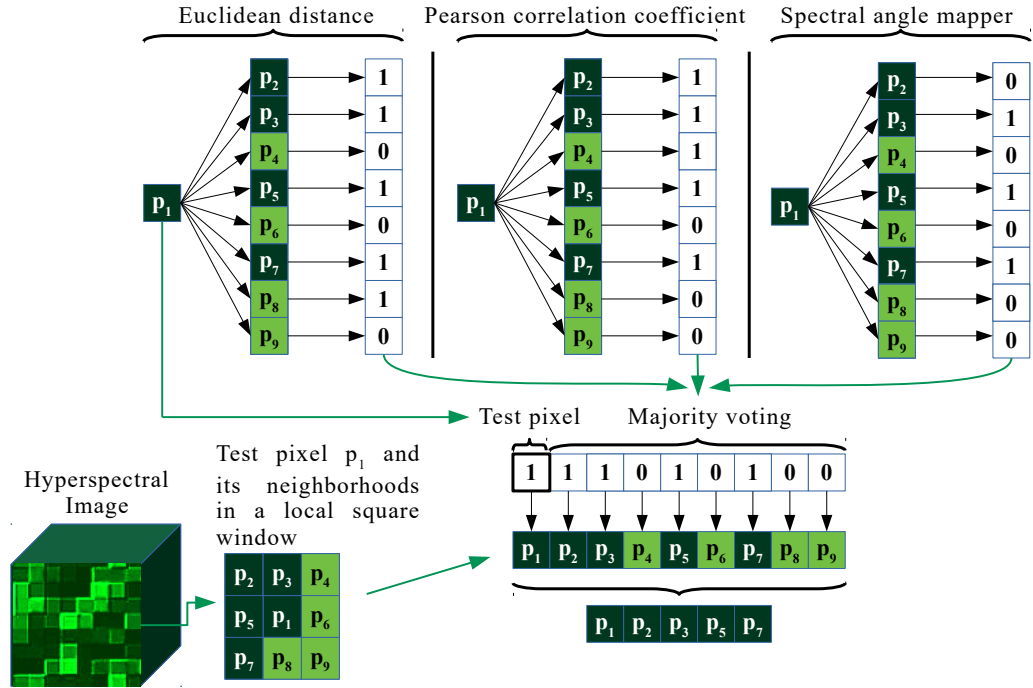 Euclidean distance
Pearson correlation coefficient
Spectral angle mapper
p1
p2 1
p3 1
p4 0
p5 1
p6 0
p7 1
p8 1
p9 0
p1
p2 1
p3 1
p4 1
p5 1
p6 0
p7 1
p8 0
p9 0
p1
p2 0
p3 1
p4 0
p5 1
p6 0
p7 1
p8 0
p9 0
Test pixel
Majority voting
1 1 1 0 1 0 1 0 0
p1 p2 p3 p4 p5 p6 p7 p8 p9
p1 p2 p3 p5 p7
Hyperspectral
Image
Test pixel p1 and
its neighborhoods
in a local square
window
p2 p3 p4
p5 p1 p6
p7 p8 p9